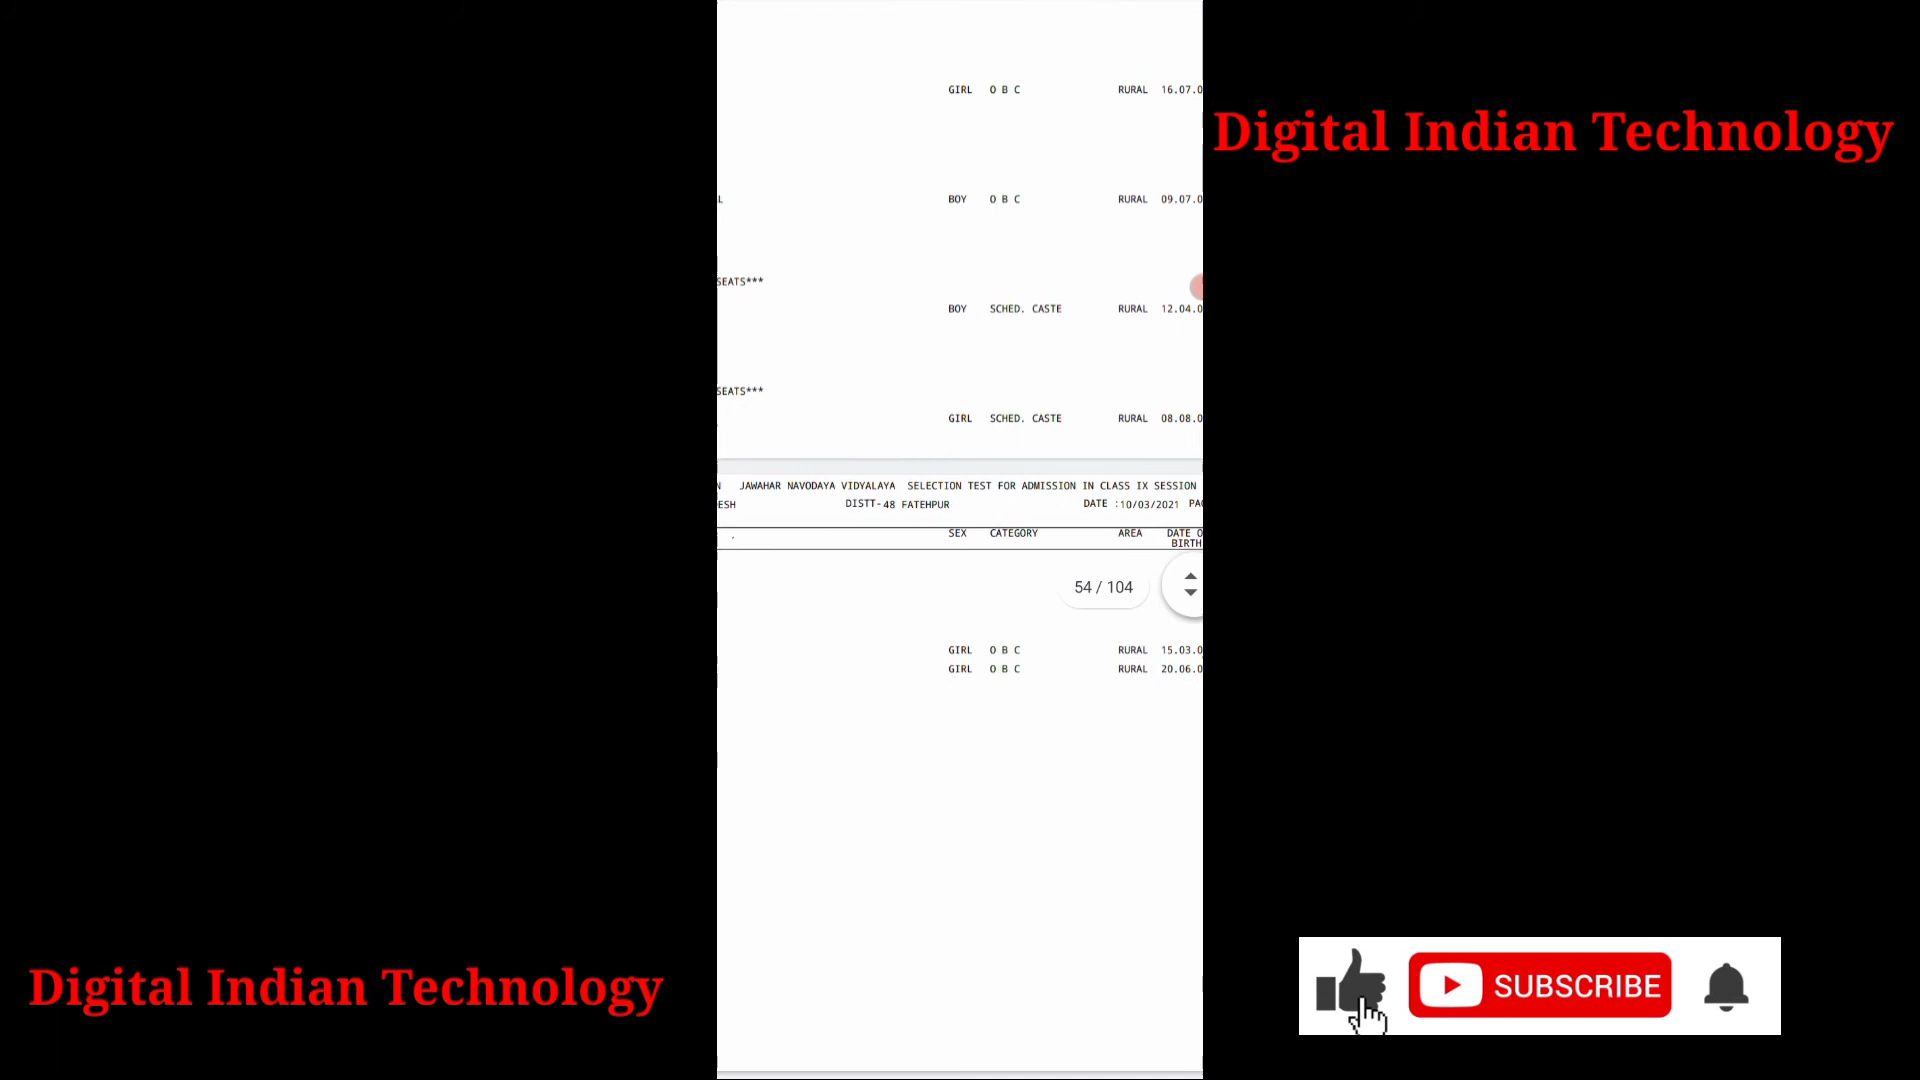 GIRL O B C RURAL 16.07.0
Digital Indian Technology
L BOY O B C RURAL 09.07.0
SEATS***
BOY SCHED. CASTE RURAL 12.04.0
SEATS***
GIRL SCHED. CASTE RURAL 08.08.0
N JAWAHAR NAVODAYA VIDYALAYA SELECTION TEST FOR ADMISSION IN CLASS IX SESSION
ESH DISTT-48 FATEHPUR DATE :10/03/2021 PA
. SEX CATEGORY AREA DATE O
BIRTH
54 / 104
GIRL O B C RURAL 15.03.0
GIRL O B C RURAL 20.06.0
Digital Indian Technology
SUBSCRIBE